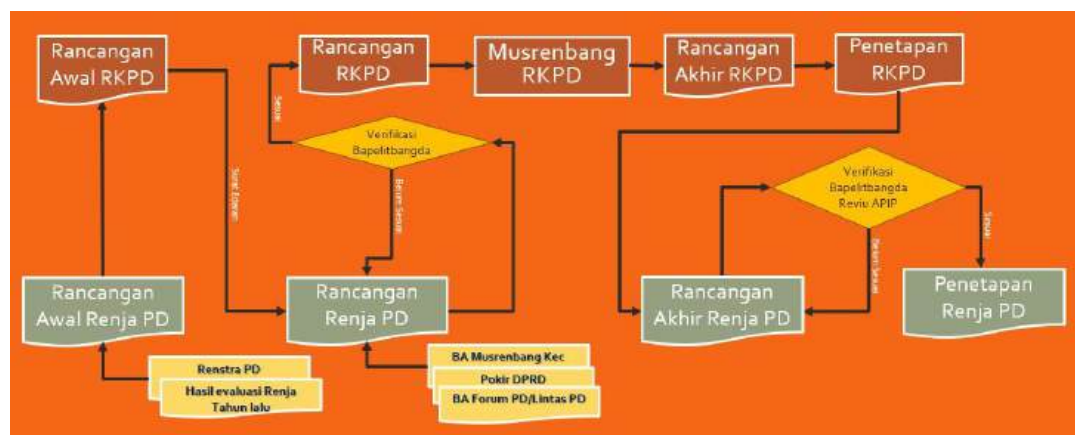 Rancangan
Awal RKPD
Rancangan
RKPD
Musrenbang
RKPD
Rancangan
Akhir RKPD
Penetapan
RKPD
Sesuai
Verifikasi
Bapelitbangda
Surat Edaran
Belum Sesuai
Verifikasi
Bapelitbangda
Reviu APIP
Sesuai
Belum Sesuai
Rancangan
Awal Renja PD
Rancangan
Renja PD
Rancangan
Akhir Renja PD
Penetapan
Renja PD
Renstra PD
Hasil evaluasi Renja
Tahun lalu
BA Musrenbang Kec
Pokir DPRD
BA Forum PD/Lintas PD